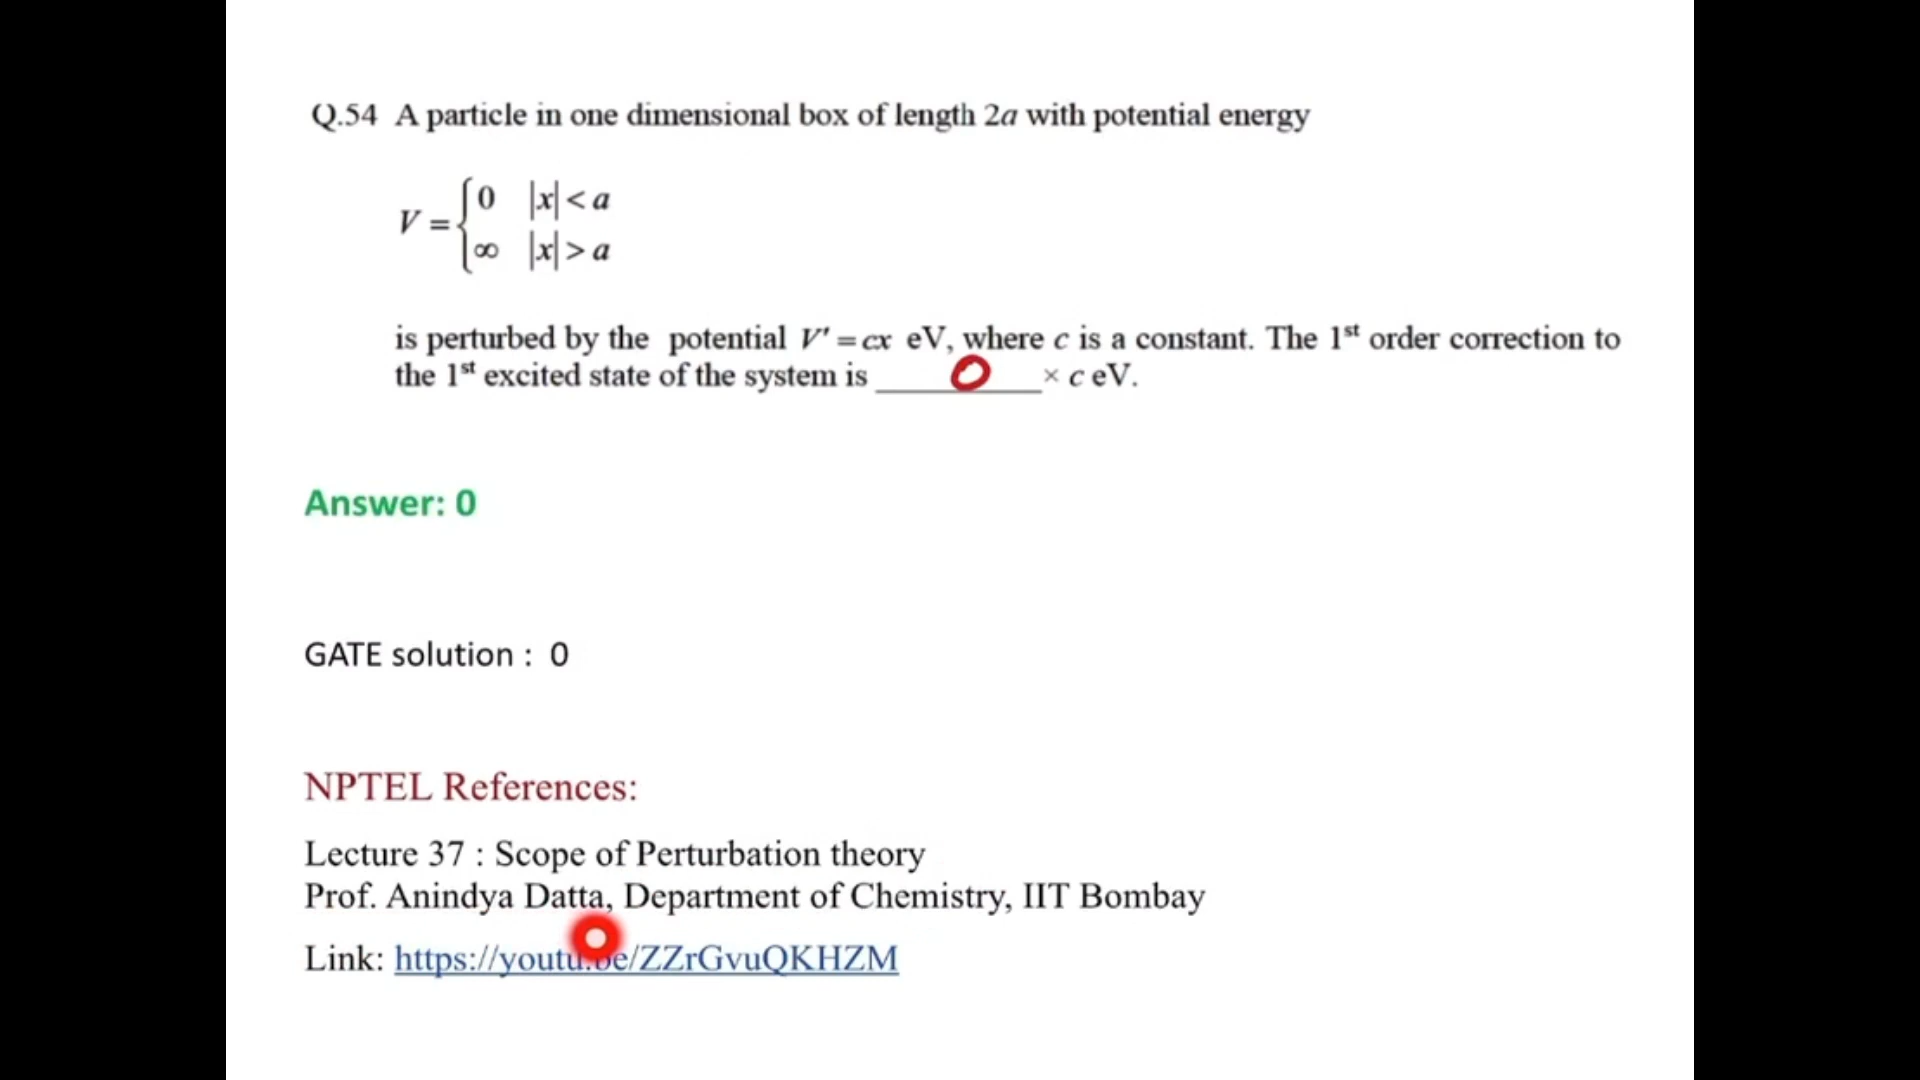 Q.54 A particle in one dimensional box of length 2a with potential energy
V = { 0 |x| < a
∞ |x| > a
is perturbed by the potential V' = cx eV, where c is a constant. The 1st order correction to
the 1st excited state of the system is ____0____ × c eV.
Answer: 0
GATE solution : 0
NPTEL References:
Lecture 37 : Scope of Perturbation theory
Prof. Anindya Datta, Department of Chemistry, IIT Bombay
Link: https://youtu.be/ZZrGvuQKHZM